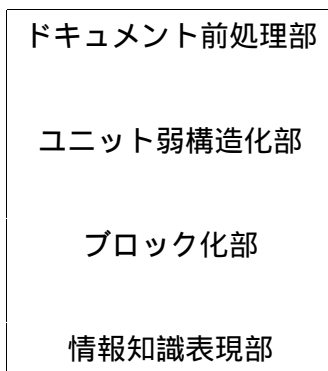 ドキュメント前処理部
ユニット弱構造化部
ブロック化部
情報知識表現部